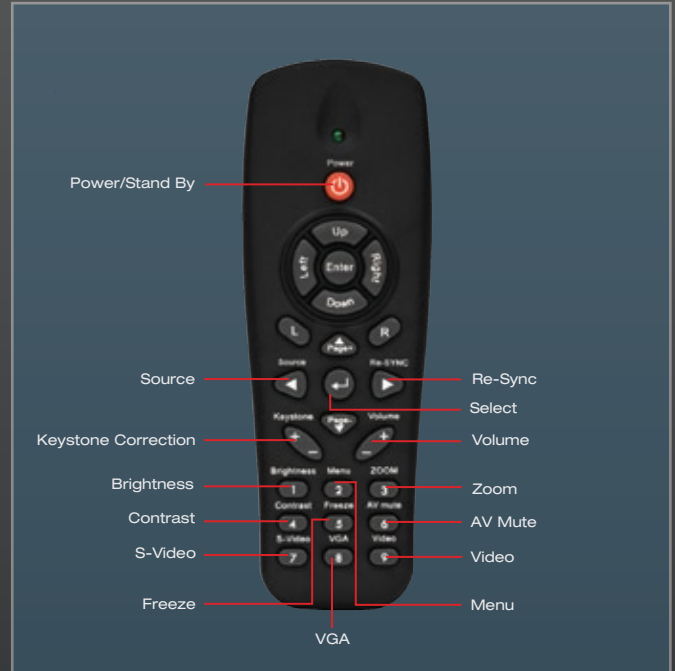 Power
Power/Stand By
Up
Left
Enter
Right
Down
L
R
Page+
Source
Re-SYNC
Source
Re-Sync
Select
Keystone
Page-
Volume
+
+
Keystone Correction
Volume
−
−
Brightness
Menu
ZOOM
Brightness
1
2
3
Zoom
Contrast
Freeze
AV mute
Contrast
4
5
6
AV Mute
S-Video
VGA
Video
S-Video
7
8
9
Video
Freeze
Menu
VGA